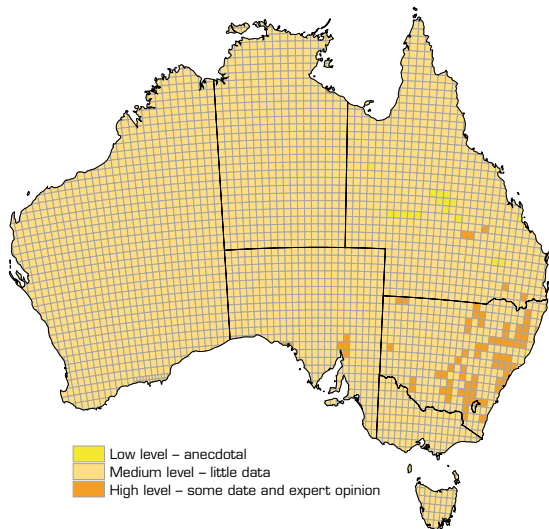 Low level – anecdotal
Medium level – little data
High level – some date and expert opinion